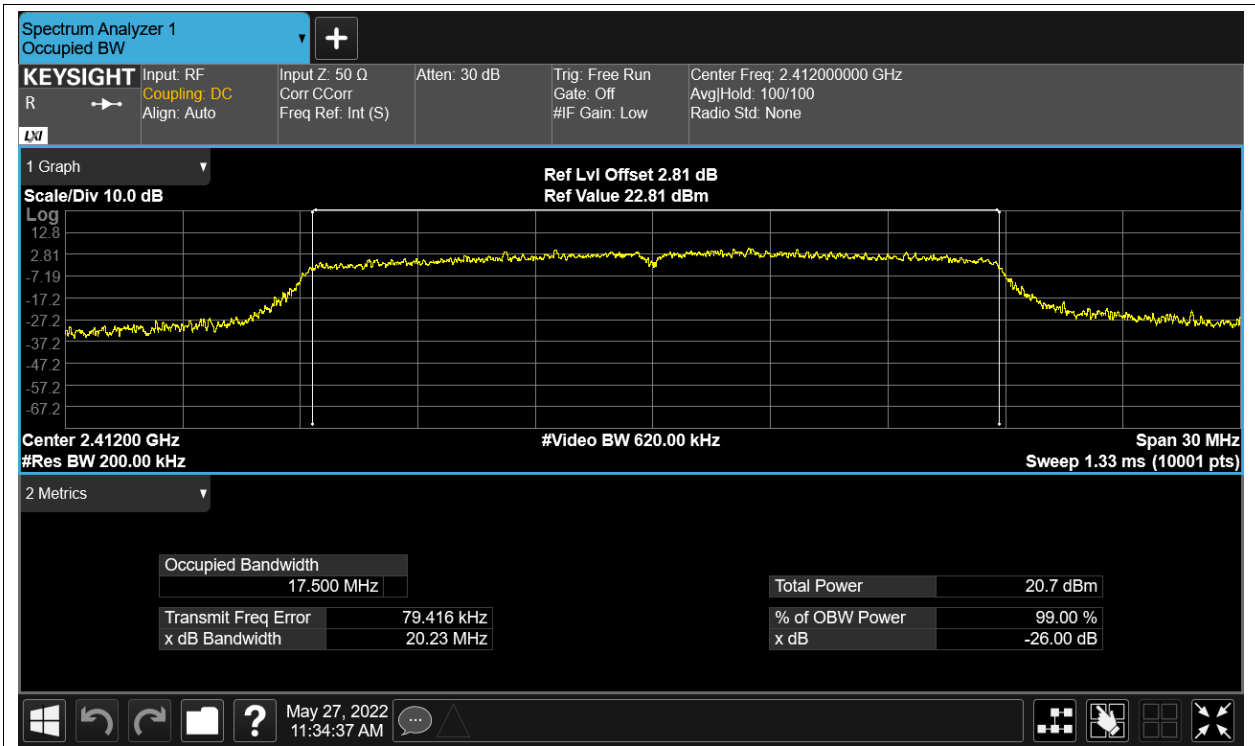 Spectrum Analyzer 1
Occupied BW
KEYSIGHT
R
LXI
Input: RF
Coupling: DC
Align: Auto
Input Z: 50 Ω
Corr CCorr
Freq Ref: Int (S)
Atten: 30 dB
Trig: Free Run
Gate: Off
#IF Gain: Low
Center Freq: 2.412000000 GHz
Avg|Hold: 100/100
Radio Std: None
1 Graph
Scale/Div 10.0 dB
Ref Lvl Offset 2.81 dB
Ref Value 22.81 dBm
Log
12.8
2.81
-7.19
-17.2
-27.2
-37.2
-47.2
-57.2
-67.2
Center 2.41200 GHz
#Video BW 620.00 kHz
Span 30 MHz
#Res BW 200.00 kHz
Sweep 1.33 ms (10001 pts)
2 Metrics
Occupied Bandwidth
17.500 MHz
Total Power 20.7 dBm
Transmit Freq Error 79.416 kHz
% of OBW Power 99.00 %
x dB Bandwidth 20.23 MHz
x dB -26.00 dB
?
May 27, 2022
11:34:37 AM